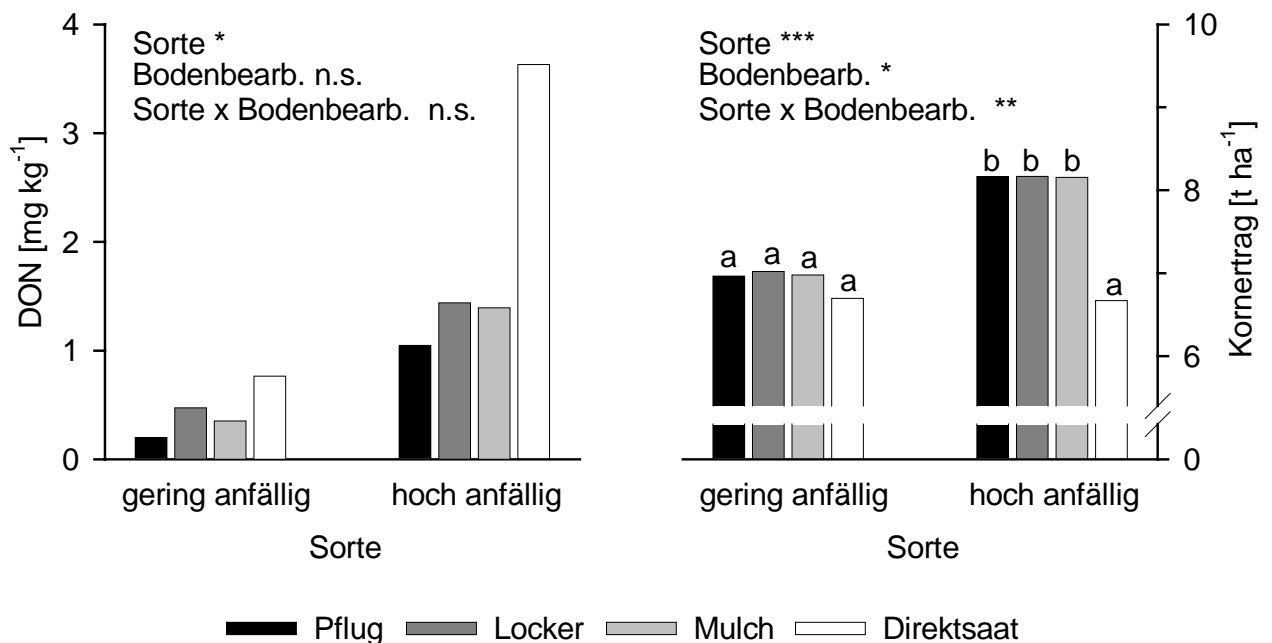 4
3
2
1
0
DON [mg kg-1]
Sorte *
Bodenbearb. n.s.
Sorte x Bodenbearb. n.s.
gering anfällig
hoch anfällig
Sorte
Sorte ***
Bodenbearb. *
Sorte x Bodenbearb. **
a
a
a
a
b
b
b
a
gering anfällig
hoch anfällig
Sorte
10
8
6
0
Kornertrag [t ha-1]
Pflug Locker Mulch Direktsaat